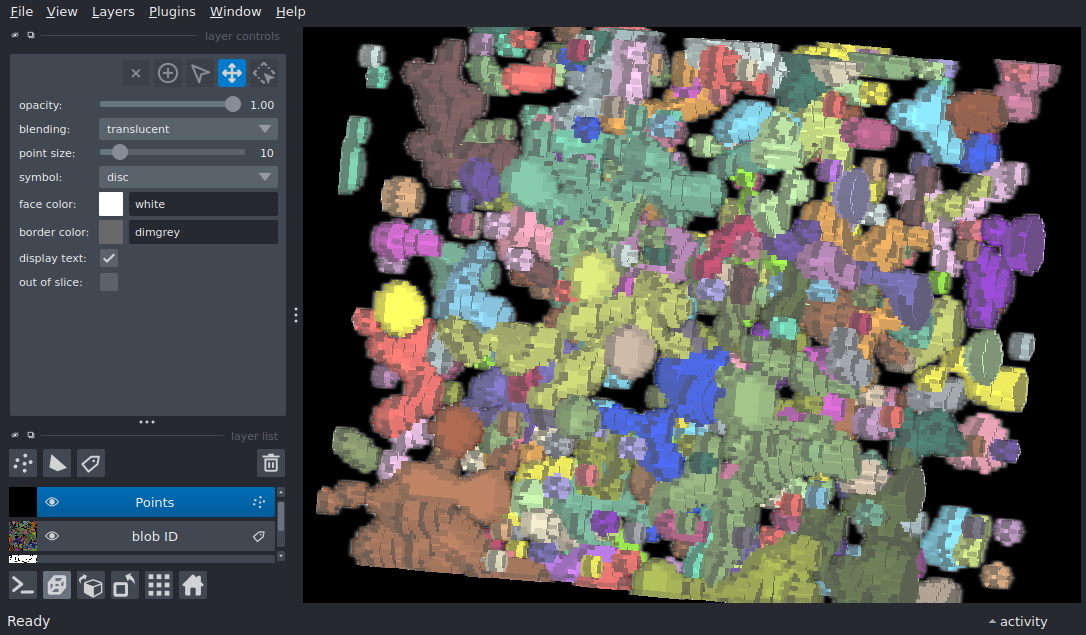 File View Layers Plugins Window Help
layer controls
opacity: 1.00
blending: translucent
point size: 10
symbol: disc
face color: white
border color: dimgrey
display text:
out of slice:
layer list
Points
blob ID
Ready
activity